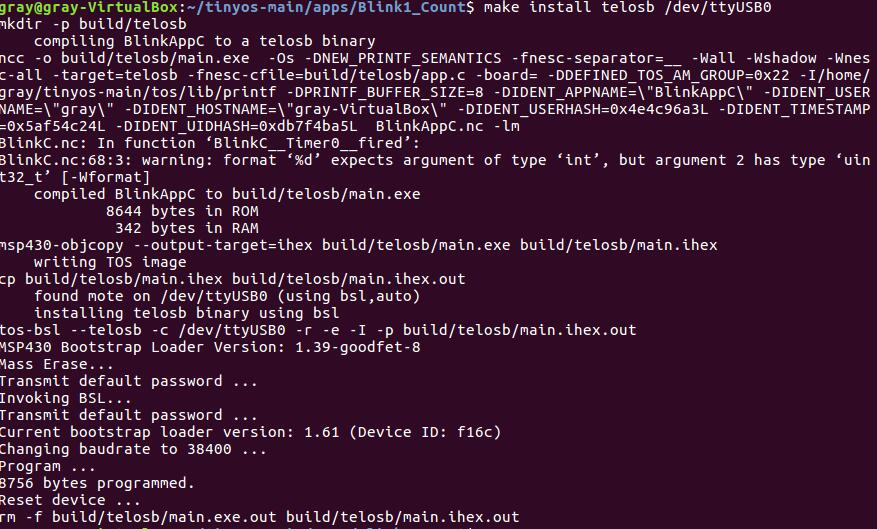 gray@gray-VirtualBox:~/tinyos-main/apps/Blink1_Count$ make install telosb /dev/ttyUSB0
mkdir -p build/telosb
    compiling BlinkAppC to a telosb binary
ncc -o build/telosb/main.exe  -Os -DNEW_PRINTF_SEMANTICS -fnesc-separator=__ -Wall -Wshadow -Wnes
c-all -target=telosb -fnesc-cfile=build/telosb/app.c -board= -DDEFINED_TOS_AM_GROUP=0x22 -I/home/
gray/tinyos-main/tos/lib/printf -DPRINTF_BUFFER_SIZE=8 -DIDENT_APPNAME=\"BlinkAppC\" -DIDENT_USER
NAME=\"gray\" -DIDENT_HOSTNAME=\"gray-VirtualBox\" -DIDENT_USERHASH=0x4e4c96a3L -DIDENT_TIMESTAMP
=0x5af54c24L -DIDENT_UIDHASH=0xdb7f4ba5L  BlinkAppC.nc -lm
BlinkC.nc: In function ‘BlinkC__Timer0__fired’:
BlinkC.nc:68:3: warning: format ‘%d’ expects argument of type ‘int’, but argument 2 has type ‘uin
t32_t’ [-Wformat]
    compiled BlinkAppC to build/telosb/main.exe
            8644 bytes in ROM
             342 bytes in RAM
msp430-objcopy --output-target=ihex build/telosb/main.exe build/telosb/main.ihex
    writing TOS image
cp build/telosb/main.ihex build/telosb/main.ihex.out
    found mote on /dev/ttyUSB0 (using bsl,auto)
    installing telosb binary using bsl
tos-bsl --telosb -c /dev/ttyUSB0 -r -e -I -p build/telosb/main.ihex.out
MSP430 Bootstrap Loader Version: 1.39-goodfet-8
Mass Erase...
Transmit default password ...
Invoking BSL...
Transmit default password ...
Current bootstrap loader version: 1.61 (Device ID: f16c)
Changing baudrate to 38400 ...
Program ...
8756 bytes programmed.
Reset device ...
rm -f build/telosb/main.exe.out build/telosb/main.ihex.out